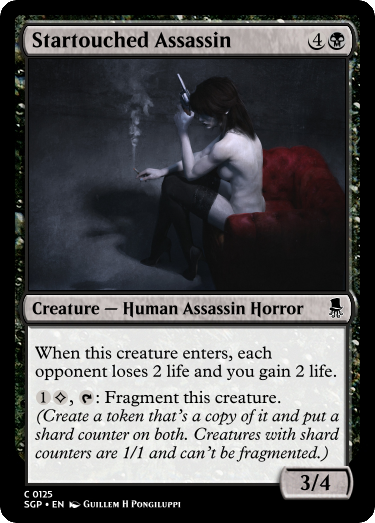 Startouched Assassin 4
Creature — Human Assassin Horror
When this creature enters, each
opponent loses 2 life and you gain 2 life.
1 , : Fragment this creature.
(Create a token that's a copy of it and put a
shard counter on both. Creatures with shard
counters are 1/1 and can't be fragmented.)
3/4
C 0125
SGP • EN Guillem H Pongiluppi